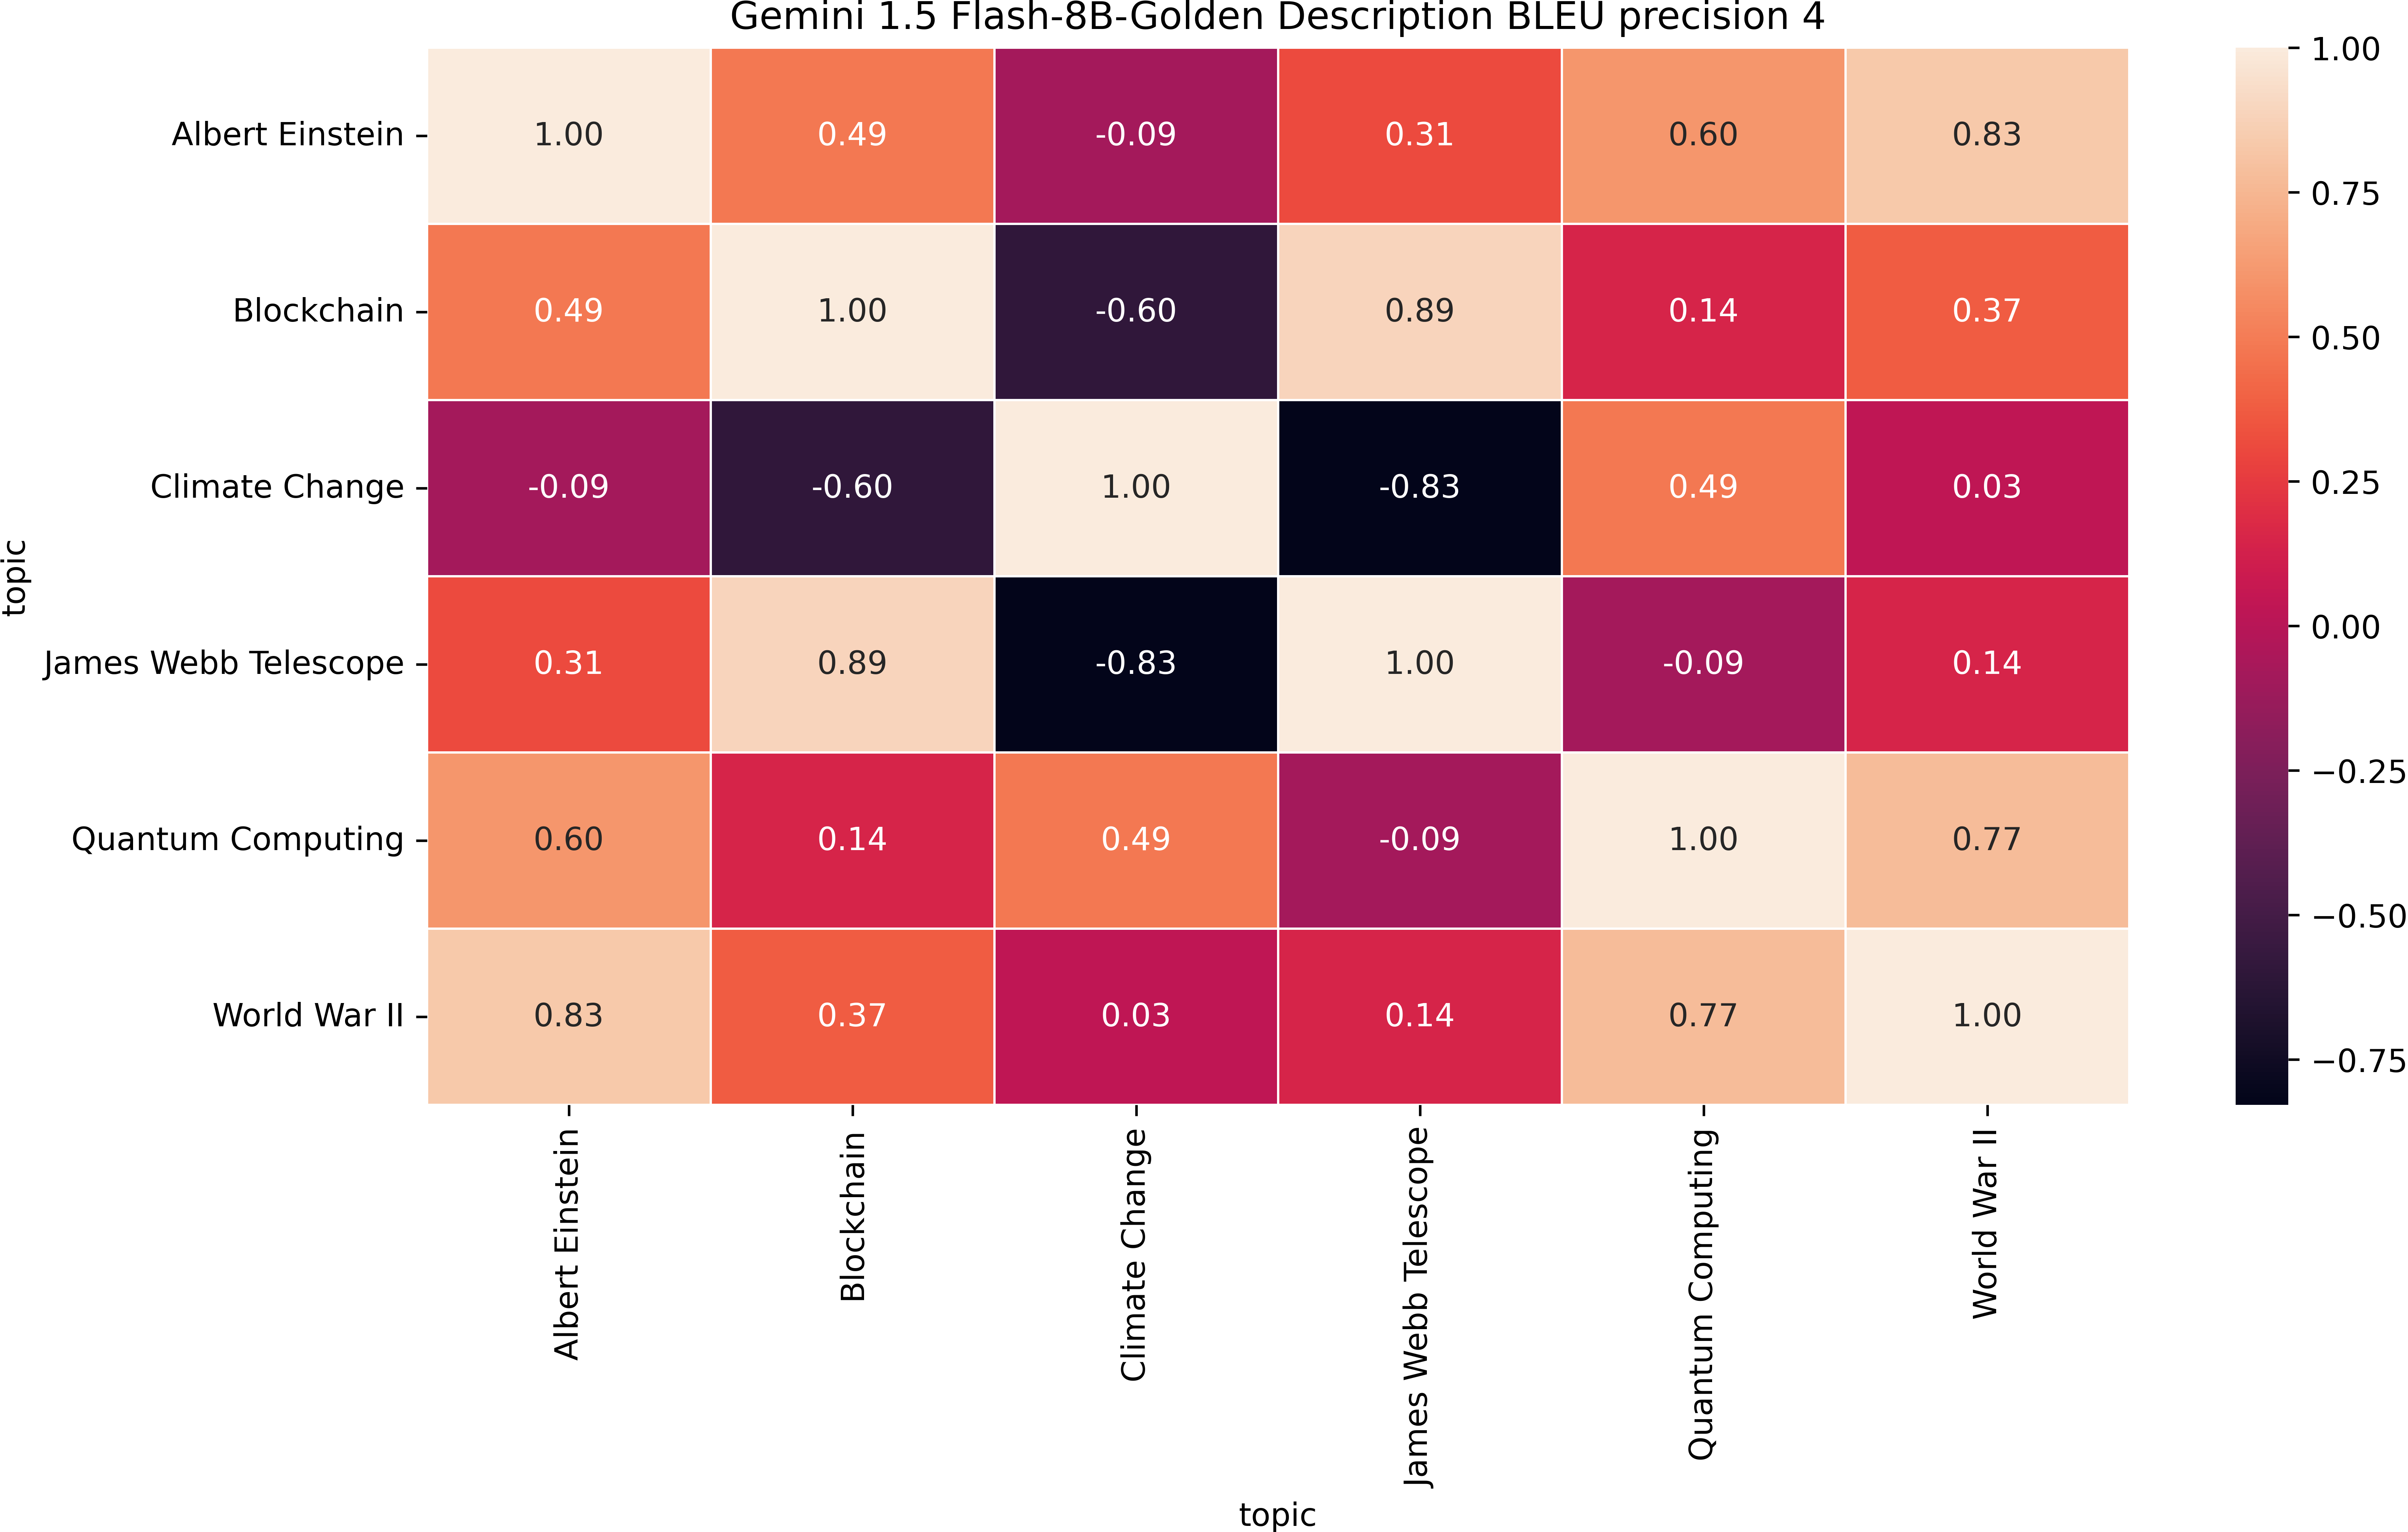 Gemini 1.5 Flash-8B-Golden Description BLEU precision 4
Albert Einstein 1.00 0.49 -0.09 0.31 0.60 0.83
Blockchain 0.49 1.00 -0.60 0.89 0.14 0.37
Climate Change -0.09 -0.60 1.00 -0.83 0.49 0.03
James Webb Telescope 0.31 0.89 -0.83 1.00 -0.09 0.14
Quantum Computing 0.60 0.14 0.49 -0.09 1.00 0.77
World War II 0.83 0.37 0.03 0.14 0.77 1.00
topic
Albert Einstein
Blockchain
Climate Change
James Webb Telescope
Quantum Computing
World War II
topic
1.00
0.75
0.50
0.25
0.00
−0.25
−0.50
−0.75